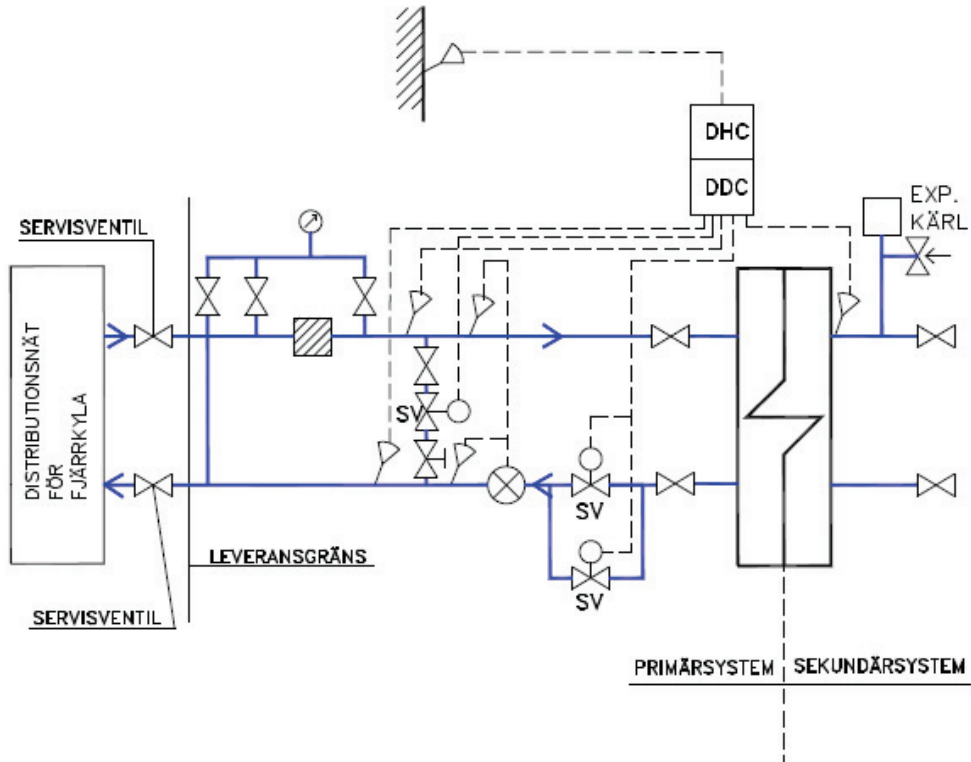 DHC
DDC
EXP.
KÄRL
SERVISVENTIL
DISTRIBUTIONSNÄT
FÖR
FJÄRRKYLA
SV
SV
SV
LEVERANSGRÄNS
SERVISVENTIL
PRIMÄRSYSTEM
SEKUNDÄRSYSTEM